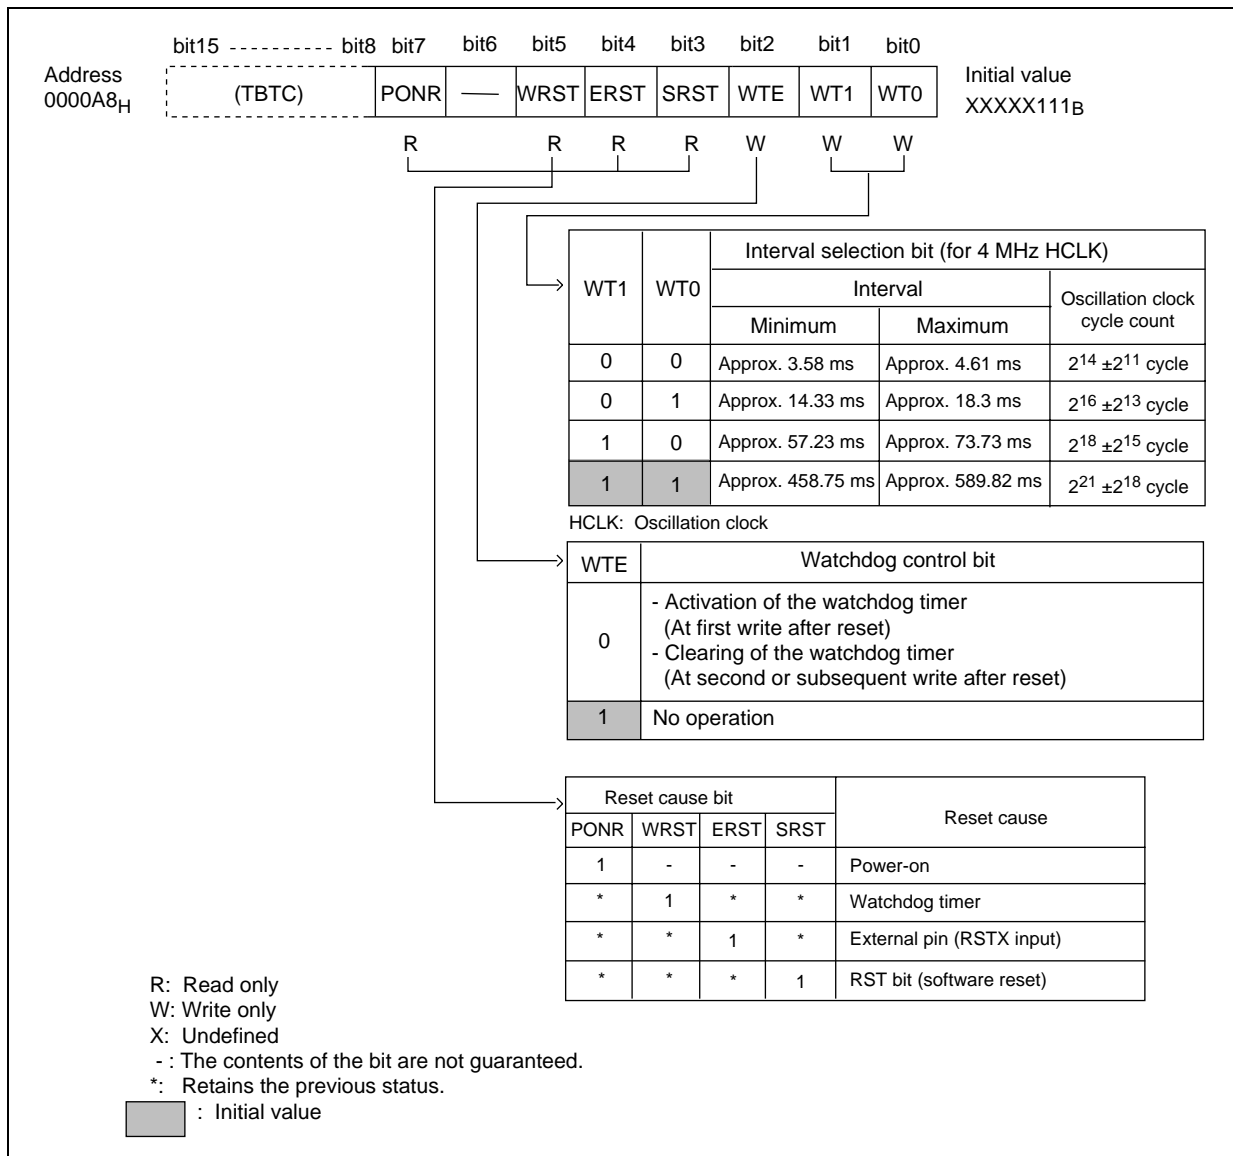 bit15 ----------- bit8 bit7 bit6 bit5 bit4 bit3 bit2 bit1 bit0
Address
0000A8H
(TBTC) PONR — WRST ERST SRST WTE WT1 WT0
Initial value
XXXXX111B
R R R R W W W
WT1 WT0 Interval selection bit (for 4 MHz HCLK)
Interval Oscillation clock cycle count
Minimum Maximum
0 0 Approx. 3.58 ms Approx. 4.61 ms 2^14 ±2^11 cycle
0 1 Approx. 14.33 ms Approx. 18.3 ms 2^16 ±2^13 cycle
1 0 Approx. 57.23 ms Approx. 73.73 ms 2^18 ±2^15 cycle
1 1 Approx. 458.75 ms Approx. 589.82 ms 2^21 ±2^18 cycle
HCLK: Oscillation clock
WTE Watchdog control bit
0
- Activation of the watchdog timer
(At first write after reset)
- Clearing of the watchdog timer
(At second or subsequent write after reset)
1 No operation
Reset cause bit Reset cause
PONR WRST ERST SRST
1 - - - Power-on
* 1 * * Watchdog timer
* * 1 * External pin (RSTX input)
* * * 1 RST bit (software reset)
R: Read only
W: Write only
X: Undefined
- : The contents of the bit are not guaranteed.
*: Retains the previous status.
: Initial value